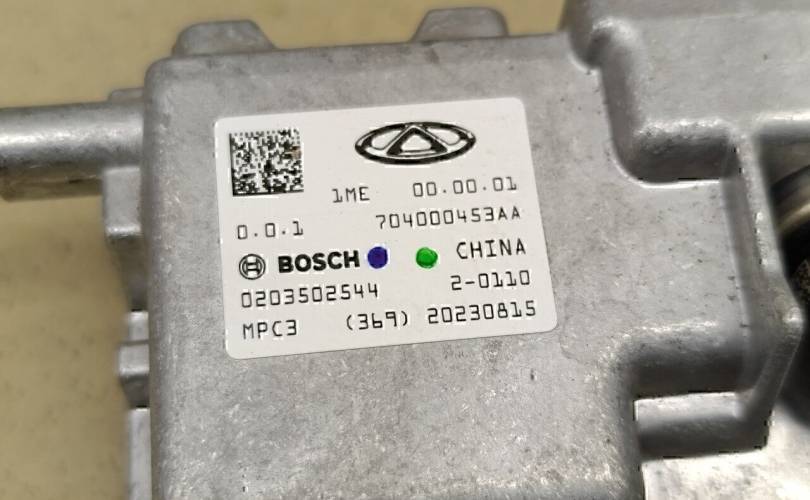 1ME 00.00.01
0.0.1 704000453AA
BOSCH CHINA
0203502544 2-0110
MPC3 (369) 20230815